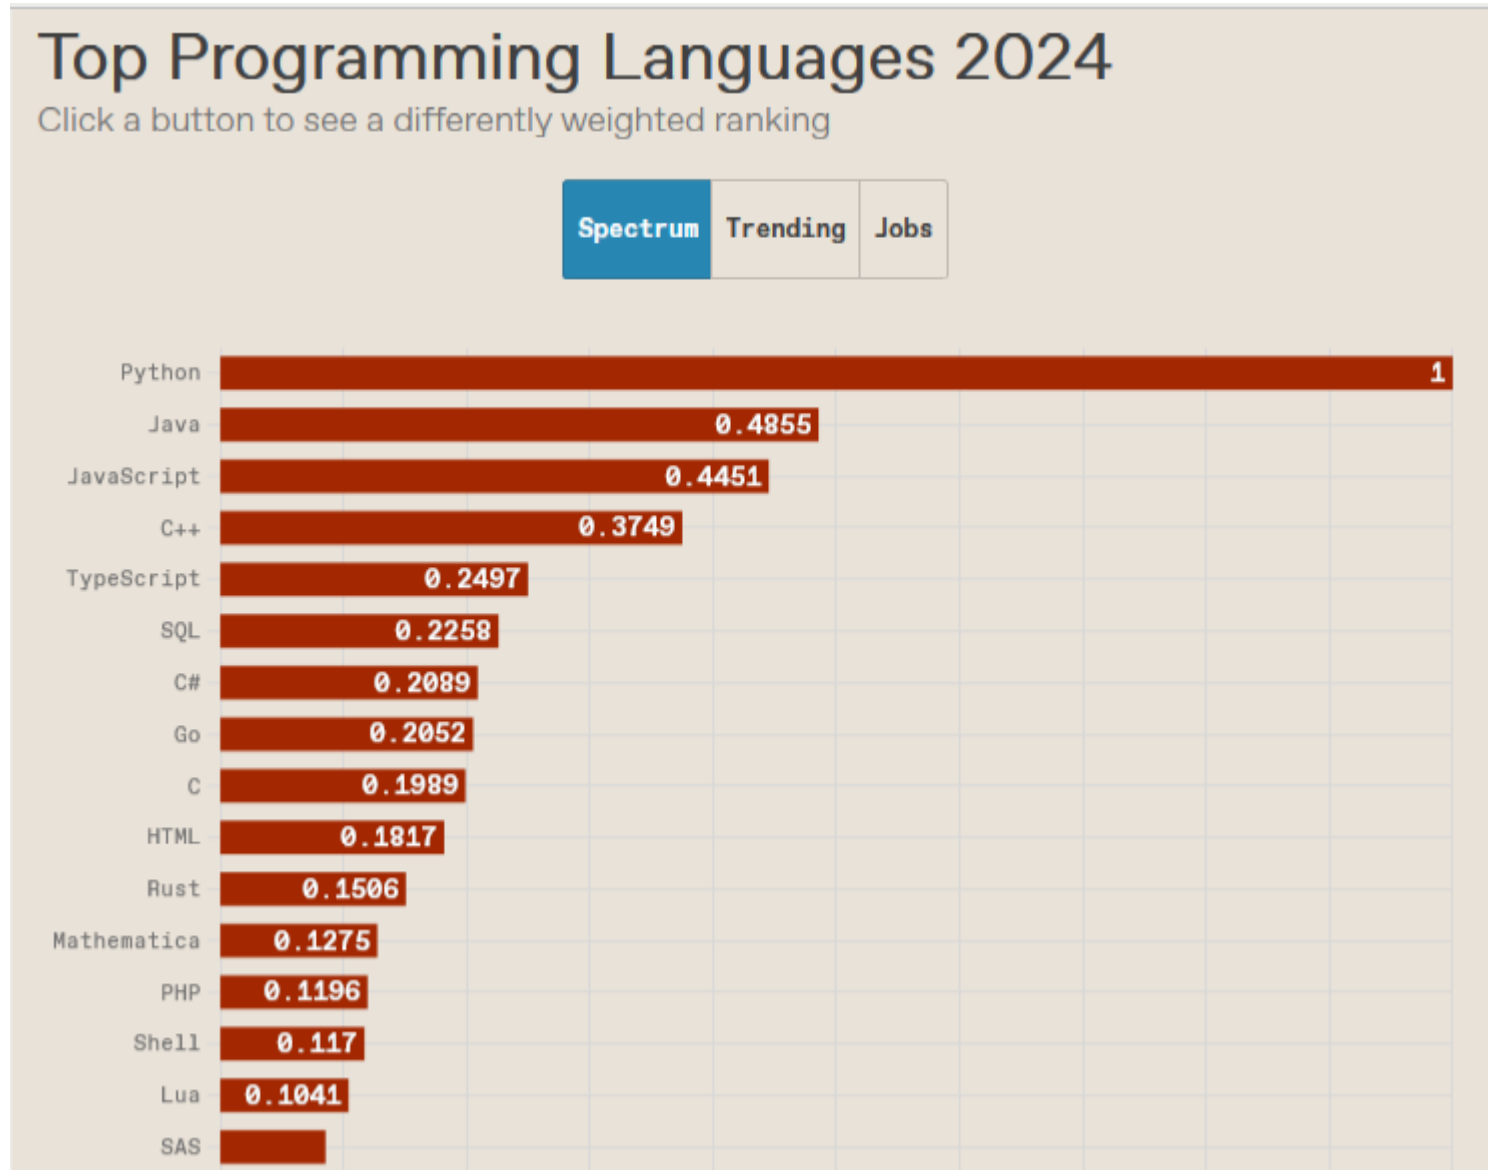 Top Programming Languages 2024
Click a button to see a differently weighted ranking
Spectrum Trending Jobs
Python 1
Java 0.4855
JavaScript 0.4451
C++ 0.3749
TypeScript 0.2497
SQL 0.2258
C# 0.2089
Go 0.2052
C 0.1989
HTML 0.1817
Rust 0.1506
Mathematica 0.1275
PHP 0.1196
Shell 0.117
Lua 0.1041
SAS